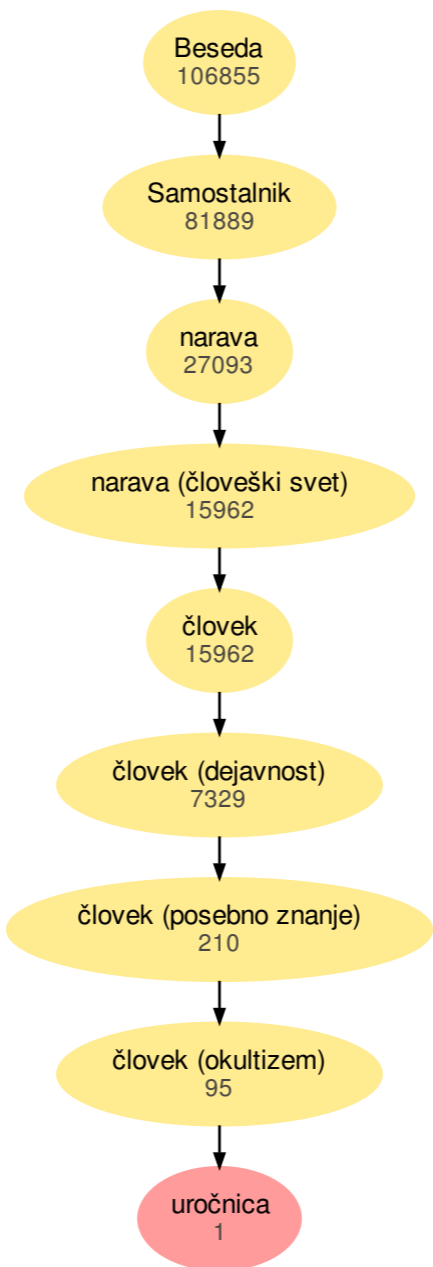 Beseda
106855
Samostalnik
81889
narava
27093
narava (človeški svet)
15962
človek
15962
človek (dejavnost)
7329
človek (posebno znanje)
210
človek (okultizem)
95
uročnica
1